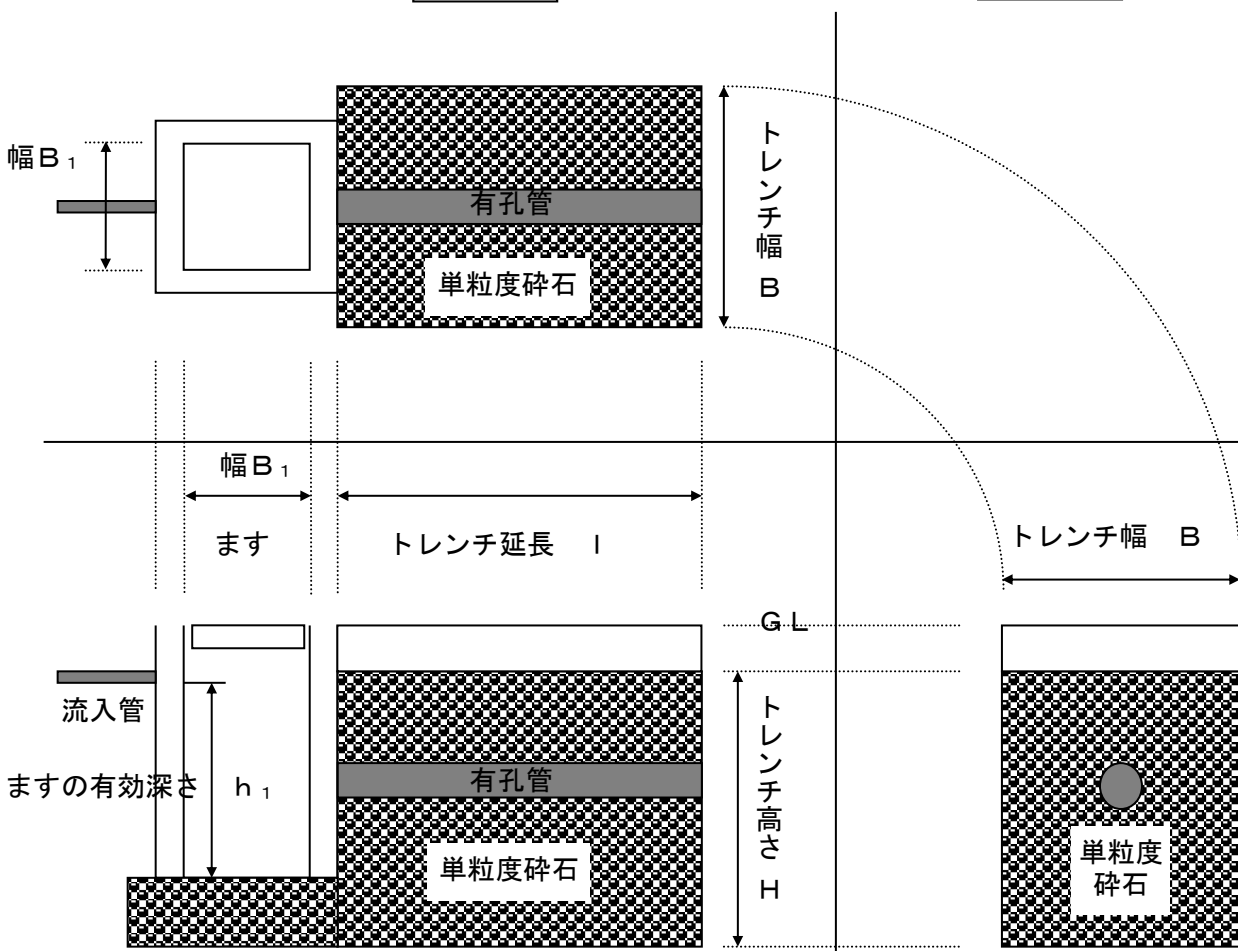 幅B₁
有孔管
単粒度砕石
トレンチ幅 B
幅B₁
ます
トレンチ延長 l
トレンチ幅 B
GL
流入管
ますの有効深さ h₁
有孔管
単粒度砕石
トレンチ高さ H
単粒度
砕石